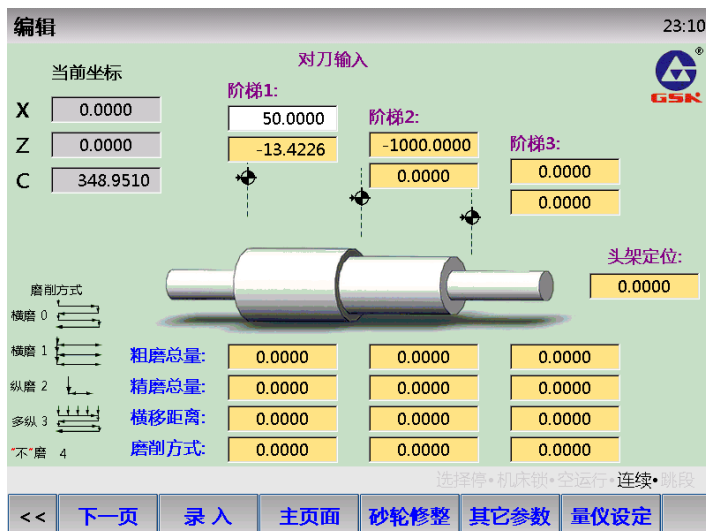 编辑 23:10
对刀输入
当前坐标
阶梯1:
阶梯2:
阶梯3:
X 0.0000
Z 0.0000
C 348.9510
50.0000
-13.4226
-1000.0000
0.0000
0.0000
0.0000
GSK
®
头架定位:
0.0000
磨削方式
横磨 0
横磨 1
纵磨 2
多纵 3
"不"磨 4
粗磨总量: 0.0000 0.0000 0.0000
精磨总量: 0.0000 0.0000 0.0000
横移距离: 0.0000 0.0000 0.0000
磨削方式: 0.0000 0.0000 0.0000
选择停•机床锁•空运行•连续•跳段
<< 下一页 录入 主页面 砂轮修整 其它参数 量仪设定